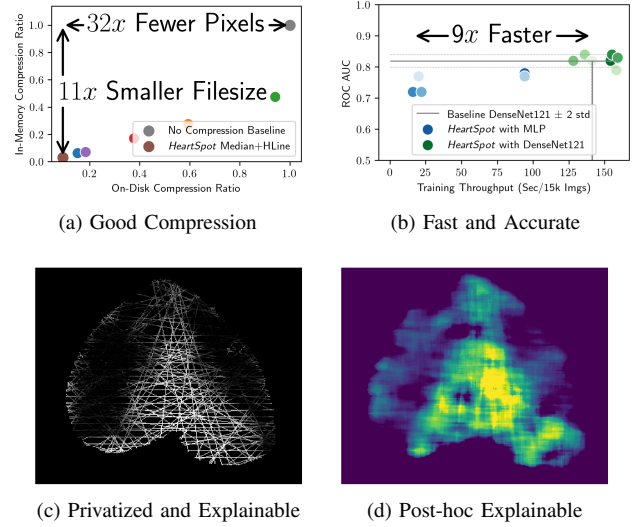 32x Fewer Pixels
11x Smaller Filesize
In-Memory Compression Ratio
1.0
0.8
0.6
0.4
0.2
0.0
No Compression Baseline
HeartSpot Median+HLine
0.2
0.4
0.6
0.8
1.0
On-Disk Compression Ratio
(a) Good Compression
9x Faster
ROC AUC
1.0
0.9
0.8
0.7
0.6
0.5
Baseline DenseNet121 ± 2 std
HeartSpot with MLP
HeartSpot with DenseNet121
0
25
50
75
100
125
150
Training Throughput (Sec/15k Imgs)
(b) Fast and Accurate
(c) Privatized and Explainable
(d) Post-hoc Explainable